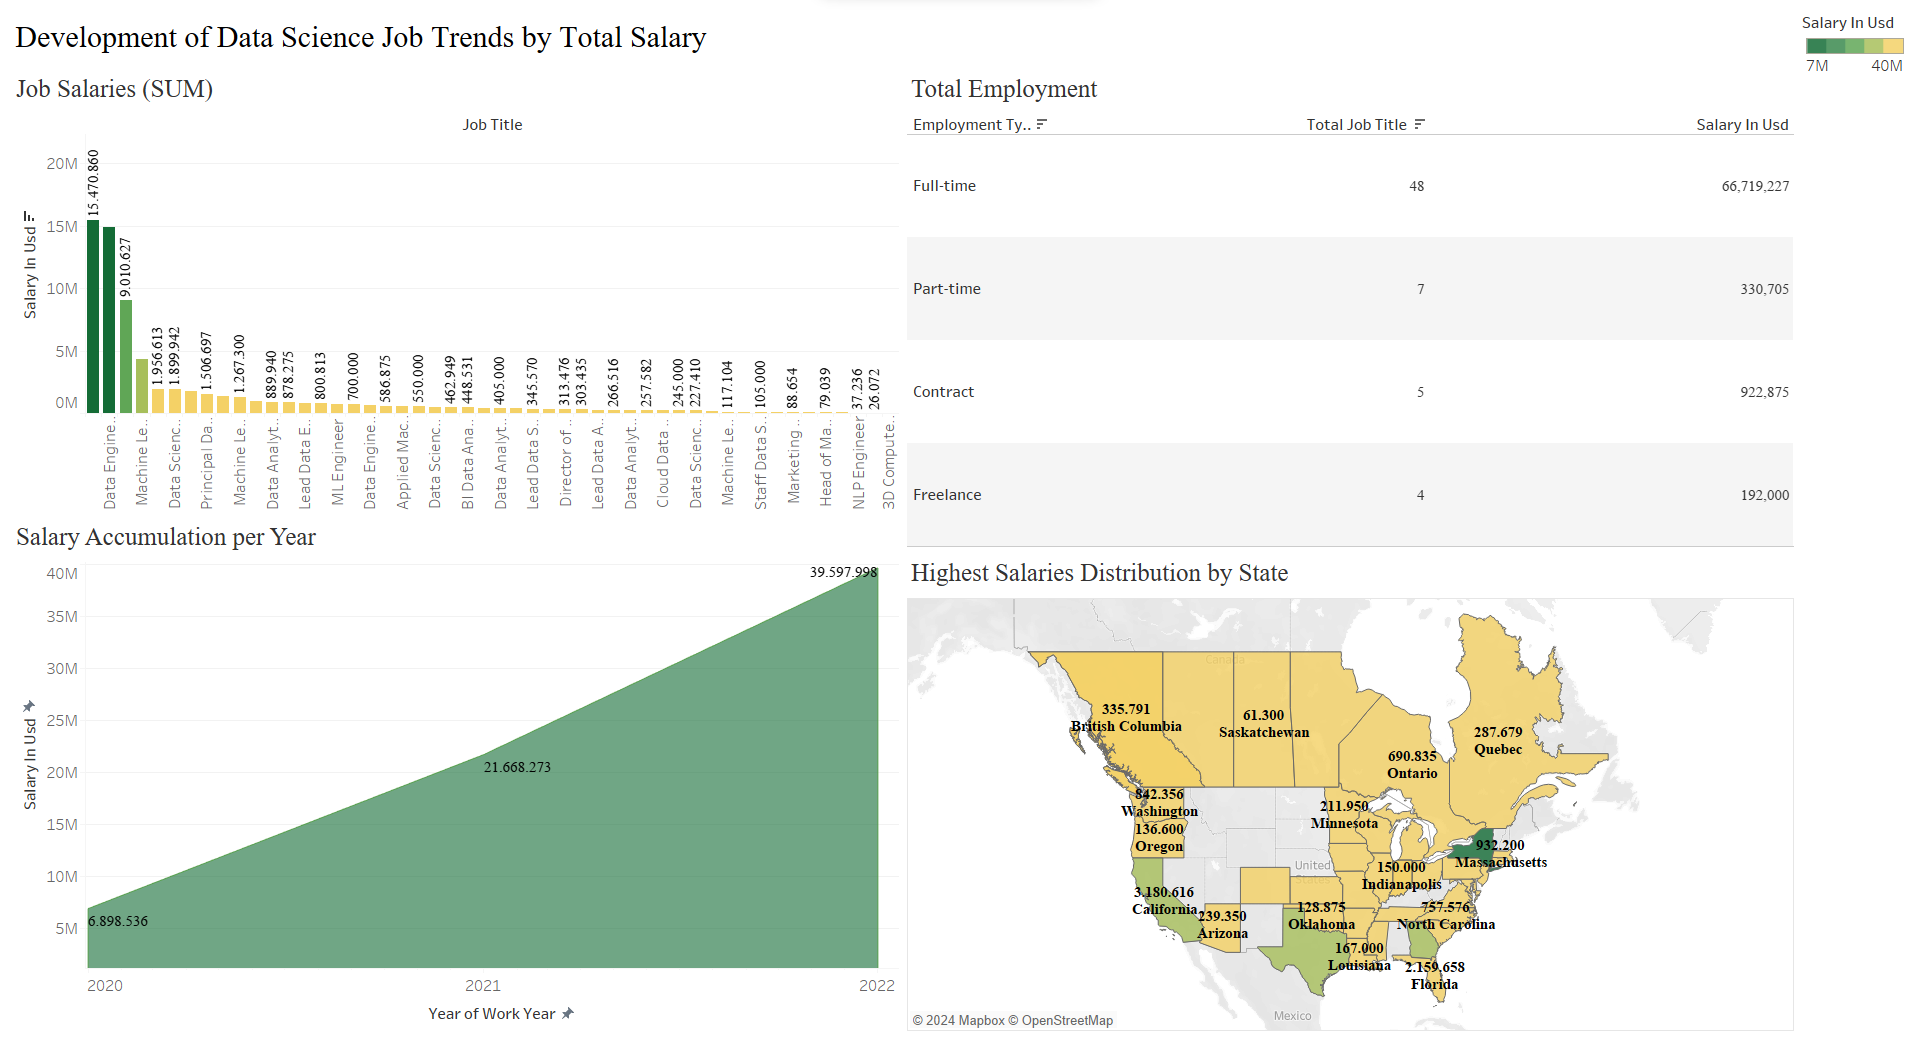 Development of Data Science Job Trends by Total Salary
Salary In Usd
7M 40M
Job Salaries (SUM)
Job Title
Salary In Usd
20M
15M
10M
5M
0M
15.470.860
9.010.627
1.956.613
1.899.942
1.506.697
1.267.300
889.940
878.275
800.813
700.000
586.875
550.000
462.949
448.531
405.000
345.570
313.476
303.435
266.516
257.582
245.000
227.410
117.104
105.000
88.654
79.039
37.236
26.072
Data Engine..
Machine Le..
Data Scienc..
Principal Da..
Machine Le..
Data Analyt..
Lead Data E..
ML Engineer
Data Engine..
Applied Mac..
Data Scienc..
BI Data Ana..
Data Analyt..
Lead Data S..
Director of ..
Lead Data A..
Data Analyt..
Cloud Data ..
Data Scienc..
Machine Le..
Staff Data S..
Marketing ..
Head of Ma..
NLP Engineer
3D Compute..
Total Employment
Employment Ty.. Total Job Title Salary In Usd
Full-time 48 66,719,227
Part-time 7 330,705
Contract 5 922,875
Freelance 4 192,000
Salary Accumulation per Year
Salary In Usd
40M
35M
30M
25M
20M
15M
10M
5M
39.597.998
21.668.273
6.898.536
2020 2021 2022
Year of Work Year
Highest Salaries Distribution by State
Canada
335.791
British Columbia
61.300
Saskatchewan
690.835
Ontario
287.679
Quebec
842.356
Washington
136.600
Oregon
211.950
Minnesota
932.200
Massachusetts
United
States
150.000
Indianapolis
3.180.616
California
239.350
Arizona
128.875
Oklahoma
757.576
North Carolina
167.000
Louisiana
2.159.658
Florida
Mexico
© 2024 Mapbox © OpenStreetMap